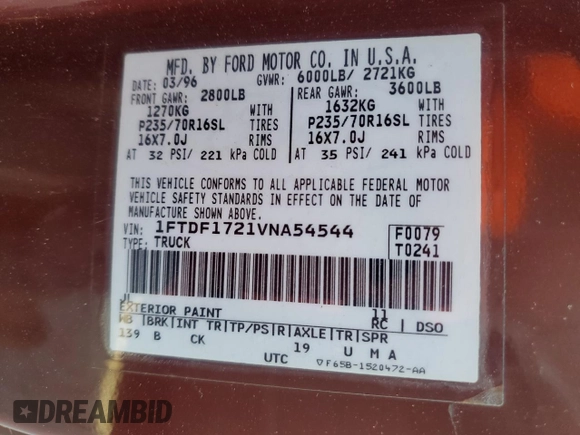 MFD. BY FORD MOTOR CO. IN U.S.A.
DATE: 03/96 GVWR: 6000LB/ 2721KG
FRONT GAWR: 2800LB REAR GAWR: 3600LB
1270KG WITH 1632KG WITH
P235/70R16SL TIRES P235/70R16SL TIRES
16X7.0J RIMS 16X7.0J RIMS
AT 32 PSI/ 221 kPa COLD AT 35 PSI/ 241 kPa COLD
THIS VEHICLE CONFORMS TO ALL APPLICABLE FEDERAL MOTOR
VEHICLE SAFETY STANDARDS IN EFFECT ON THE DATE OF
MANUFACTURE SHOWN ABOVE.
VIN: 1FTDF1721VNA54544 F0079
TYPE: TRUCK T0241
EXTERIOR PAINT 11 RC DSO
WB BRK INT TR TP/PS R AXLE TR SPR
139 B CK 19 U M A
UTC ▽F65B-1520472-AA
DREAMBID